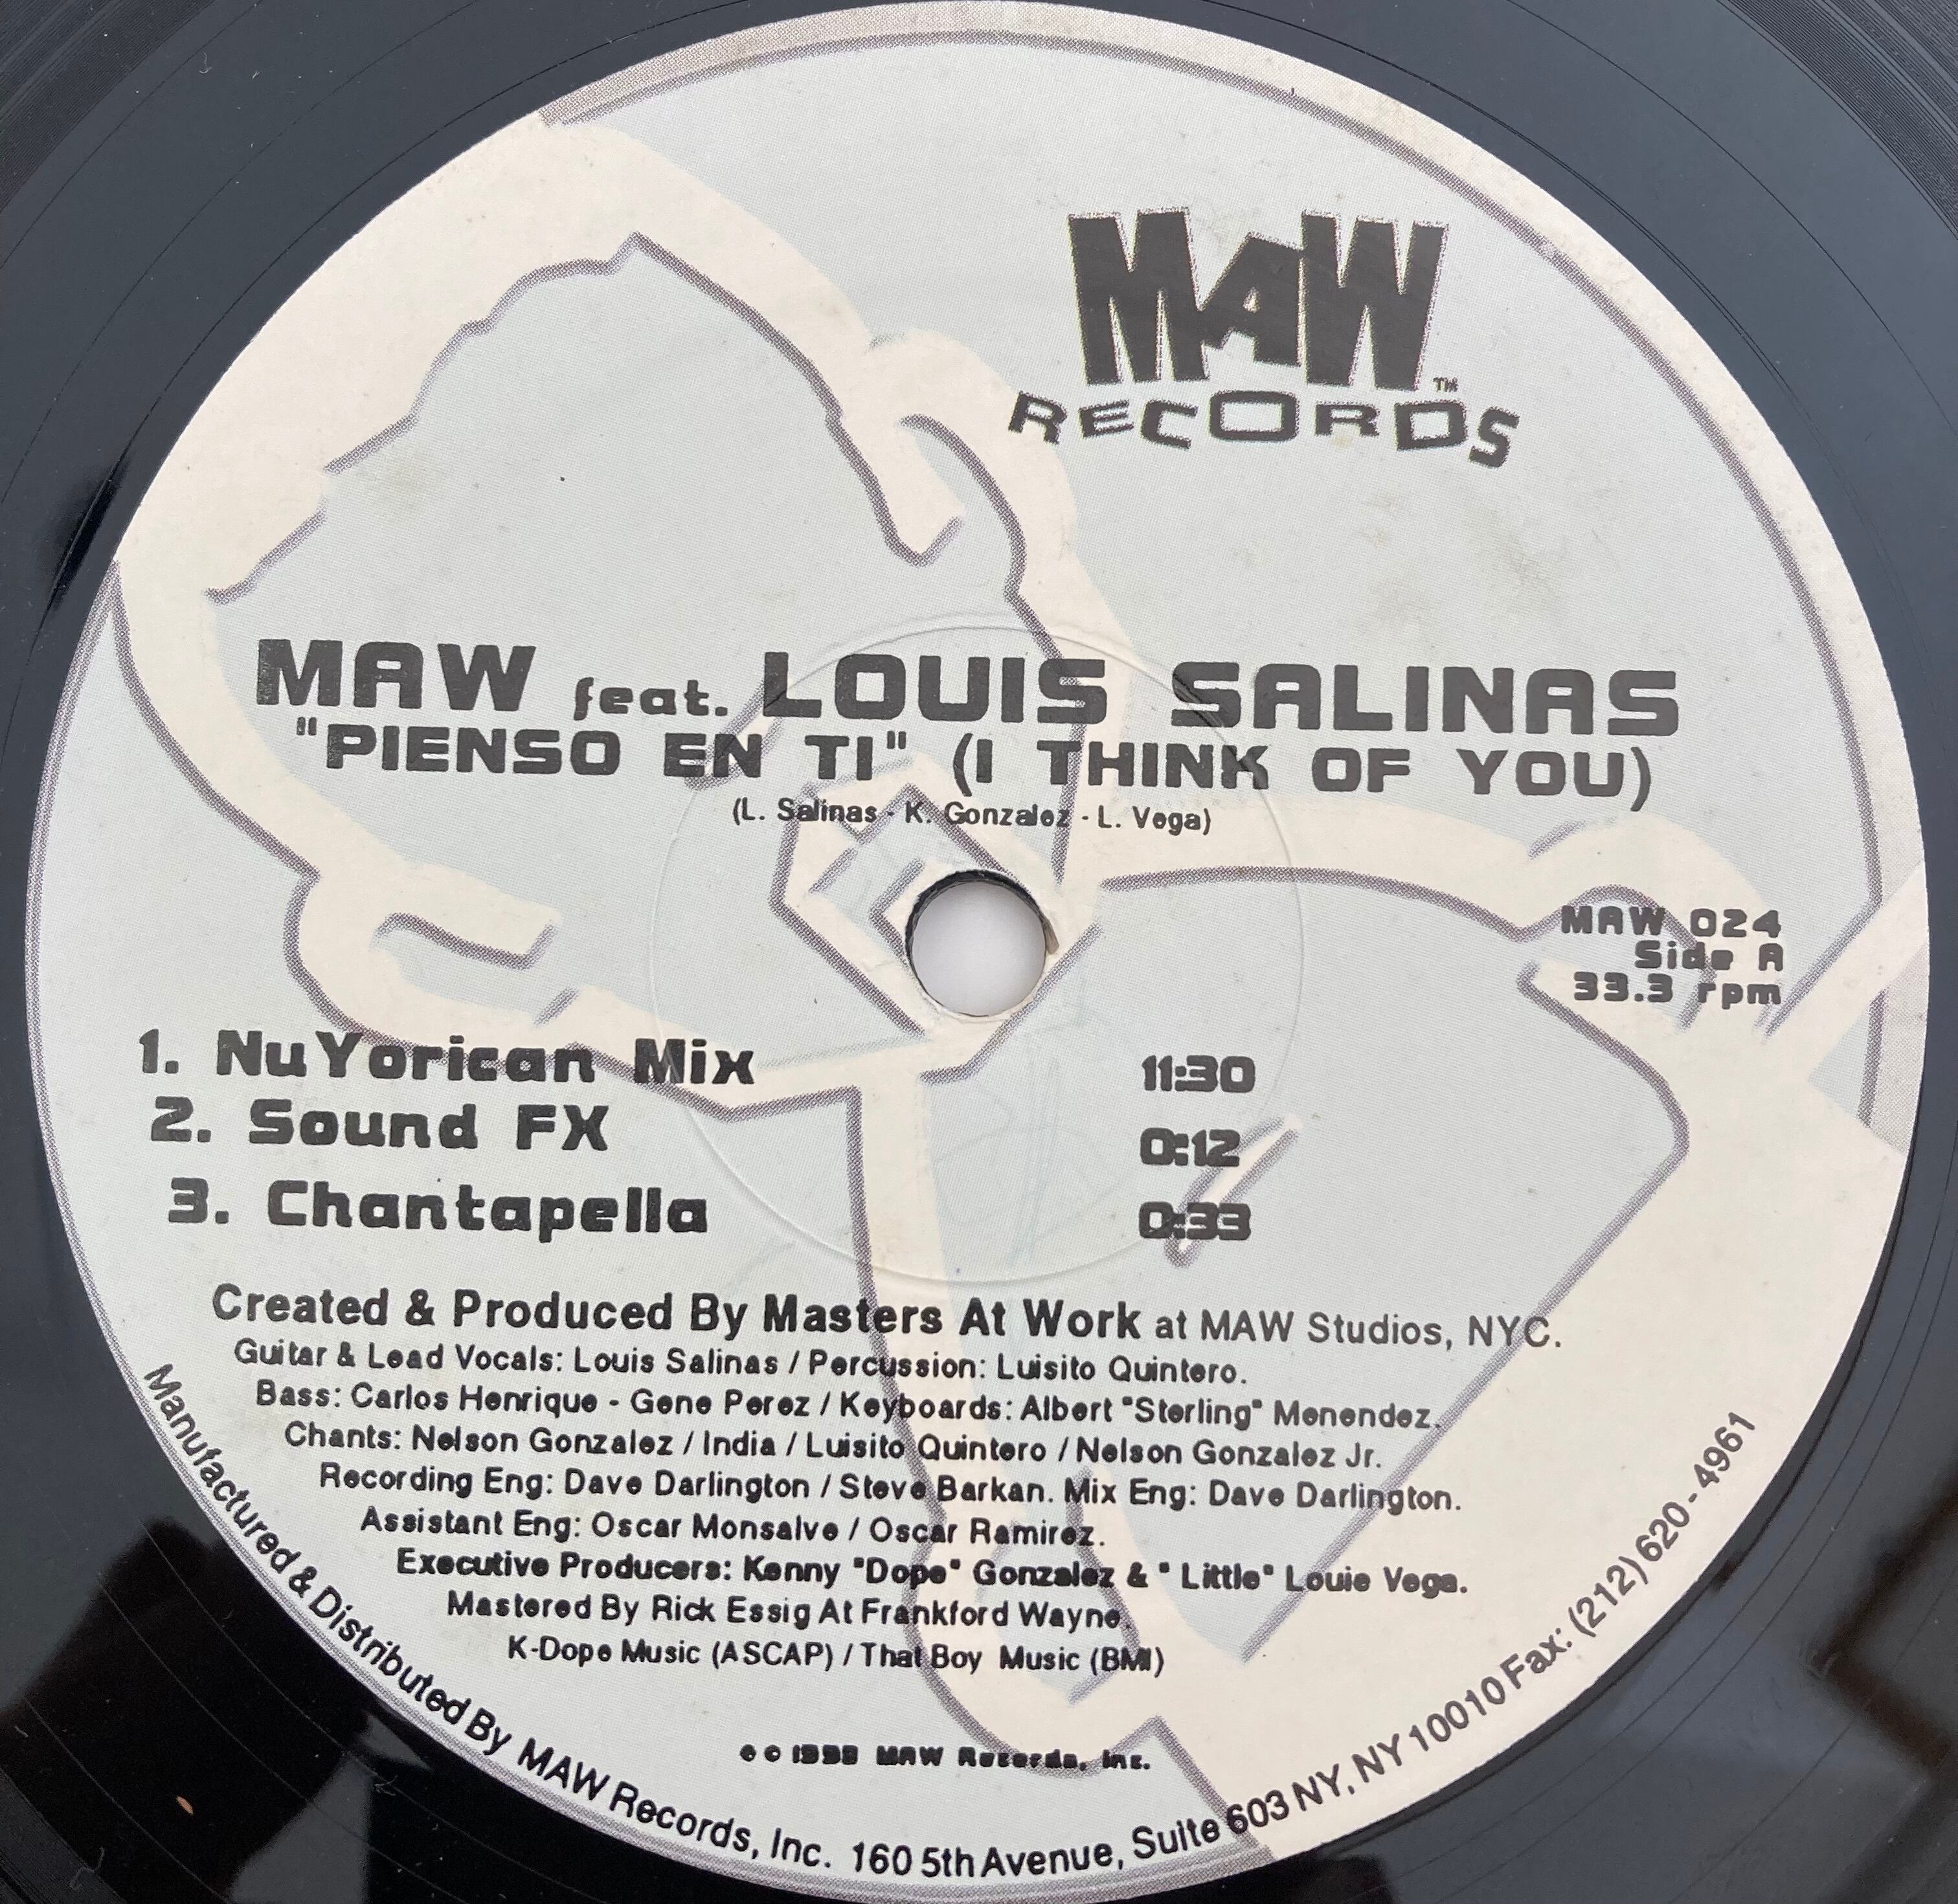 MAW TM
RECORDS
MAW feat. LOUIS SALINAS
"PIENSO EN TI" (I THINK OF YOU)
(L. Salinas - K. Gonzalez - L. Vega)
MAW 024
Side A
33.3 rpm
1. NuYorican Mix 11:30
2. Sound FX 0:12
3. Chantapella 0:33
Created & Produced By Masters At Work at MAW Studios, NYC.
Guitar & Lead Vocals: Louis Salinas / Percussion: Luisito Quintero.
Bass: Carlos Henrique - Gene Perez / Keyboards: Albert "Sterling" Menendez.
Chants: Nelson Gonzalez / India / Luisito Quintero / Nelson Gonzalez Jr.
Recording Eng: Dave Darlington / Steve Barkan. Mix Eng: Dave Darlington.
Assistant Eng: Oscar Monsalve / Oscar Ramirez.
Executive Producers: Kenny "Dope" Gonzalez & " Little" Louie Vega.
Mastered By Rick Essig At Frankford Wayne.
K-Dope Music (ASCAP) / That Boy Music (BMI)
MAW Records, Inc.
Manufactured & Distributed By MAW Records, Inc. 160 5th Avenue, Suite 603 NY, NY 10010 Fax: (212) 620-4961